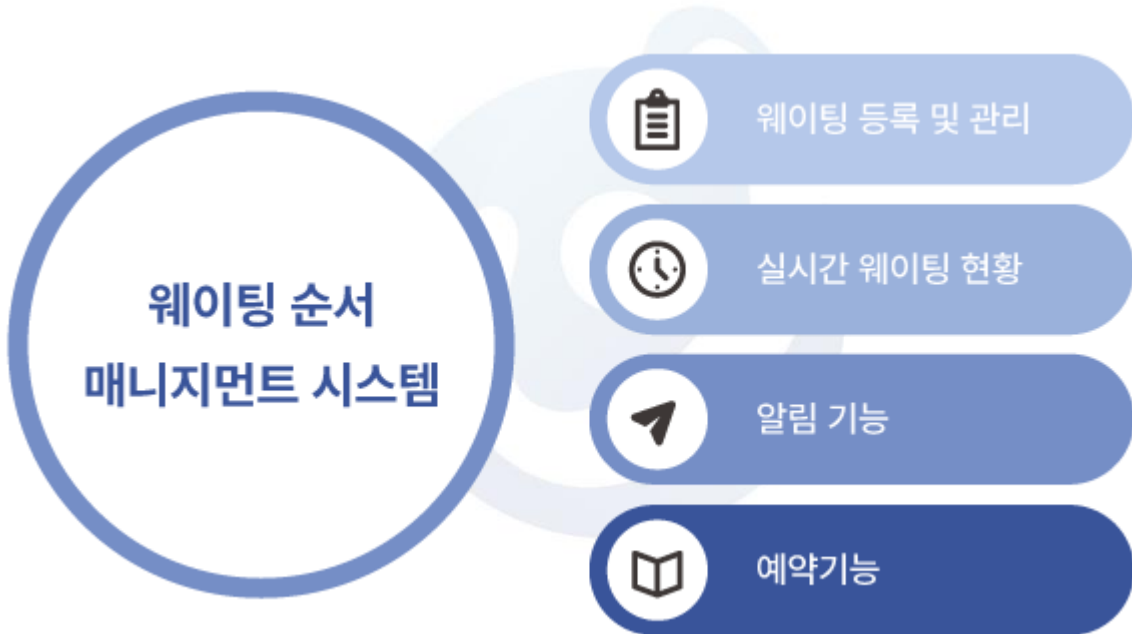 웨이팅 순서
매니지먼트 시스템
웨이팅 등록 및 관리
실시간 웨이팅 현황
알림 기능
예약기능